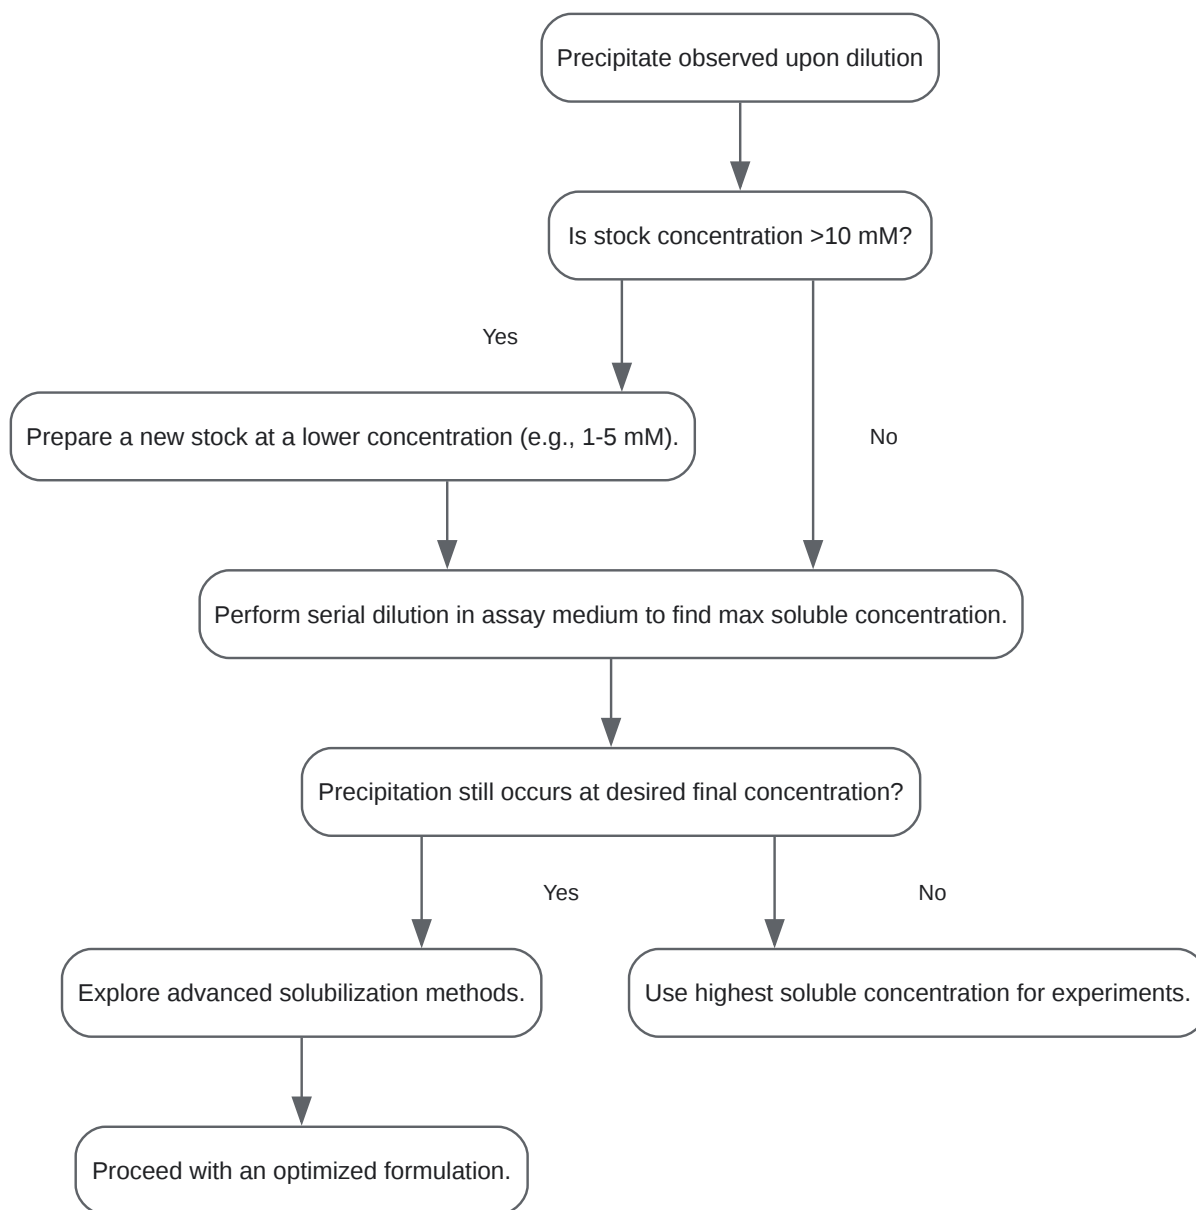 Precipitate observed upon dilution
Is stock concentration >10 mM?
Yes
Prepare a new stock at a lower concentration (e.g., 1-5 mM).
No
Perform serial dilution in assay medium to find max soluble concentration.
Precipitation still occurs at desired final concentration?
Yes
No
Explore advanced solubilization methods.
Use highest soluble concentration for experiments.
Proceed with an optimized formulation.